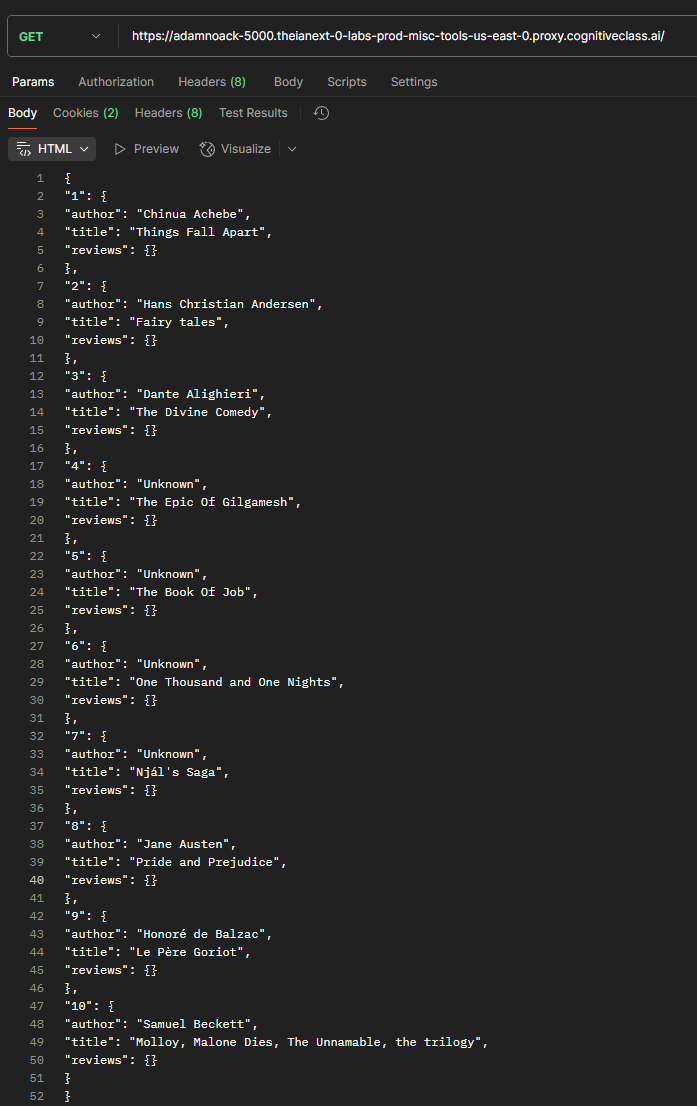 GET https://adamnoack-5000.theianext-0-labs-prod-misc-tools-us-east-0.proxy.cognitiveclass.ai/
Params Authorization Headers (8) Body Scripts Settings
Body Cookies (2) Headers (8) Test Results
HTML Preview Visualize
1 {
2 "1": {
3 "author": "Chinua Achebe",
4 "title": "Things Fall Apart",
5 "reviews": {}
6 },
7 "2": {
8 "author": "Hans Christian Andersen",
9 "title": "Fairy tales",
10 "reviews": {}
11 },
12 "3": {
13 "author": "Dante Alighieri",
14 "title": "The Divine Comedy",
15 "reviews": {}
16 },
17 "4": {
18 "author": "Unknown",
19 "title": "The Epic Of Gilgamesh",
20 "reviews": {}
21 },
22 "5": {
23 "author": "Unknown",
24 "title": "The Book Of Job",
25 "reviews": {}
26 },
27 "6": {
28 "author": "Unknown",
29 "title": "One Thousand and One Nights",
30 "reviews": {}
31 },
32 "7": {
33 "author": "Unknown",
34 "title": "Njál's Saga",
35 "reviews": {}
36 },
37 "8": {
38 "author": "Jane Austen",
39 "title": "Pride and Prejudice",
40 "reviews": {}
41 },
42 "9": {
43 "author": "Honoré de Balzac",
44 "title": "Le Père Goriot",
45 "reviews": {}
46 },
47 "10": {
48 "author": "Samuel Beckett",
49 "title": "Molloy, Malone Dies, The Unnamable, the trilogy",
50 "reviews": {}
51 }
52 }